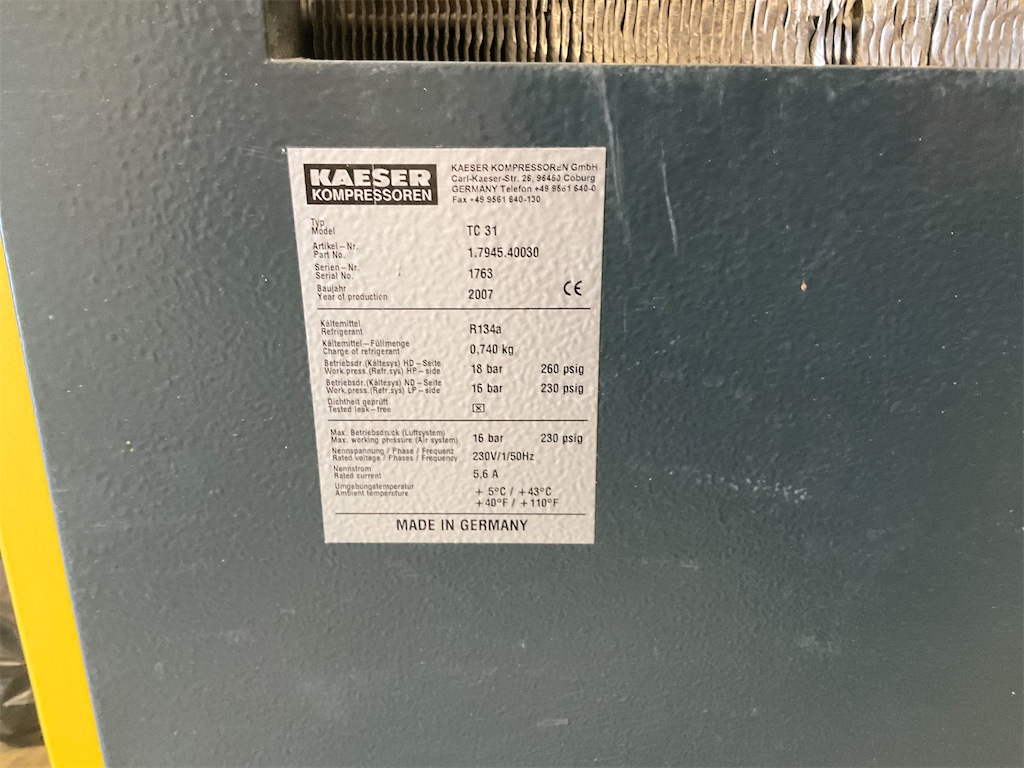 KAESER
KOMPRESSOREN
KAESER KOMPRESSOREN GmbH
Carl-Kaeser-Str. 26, 96450 Coburg
GERMANY Telefon +49 9561 640-0
Fax +49 9561 640-130
Typ
Model TC 31
Artikel-Nr.
Part No. 1.7945.40030
Serien-Nr.
Serial No. 1763
Baujahr
Year of production 2007 CE
Kältemittel
Refrigerant R134a
Kältemittel-Füllmenge
Charge of refrigerant 0,740 kg
Betriebsdr.(Kältesys) HD-Seite
Work.press.(Refr.sys) HP-side 18 bar 260 psig
Betriebsdr.(Kältesys) ND-Seite
Work.press.(Refr.sys) LP-side 16 bar 230 psig
Dichtheit geprüft
Tested leak-free ☒
Max. Betriebsdruck (Luftsystem)
Max. working pressure (Air system) 16 bar 230 psig
Nennspannung / Phase / Frequenz
Rated voltage / Phases / Frequency 230V/1/50Hz
Nennstrom
Rated current 5,6 A
Umgebungstemperatur + 5°C / +43°C
Ambient temperature +40°F / +110°F
MADE IN GERMANY